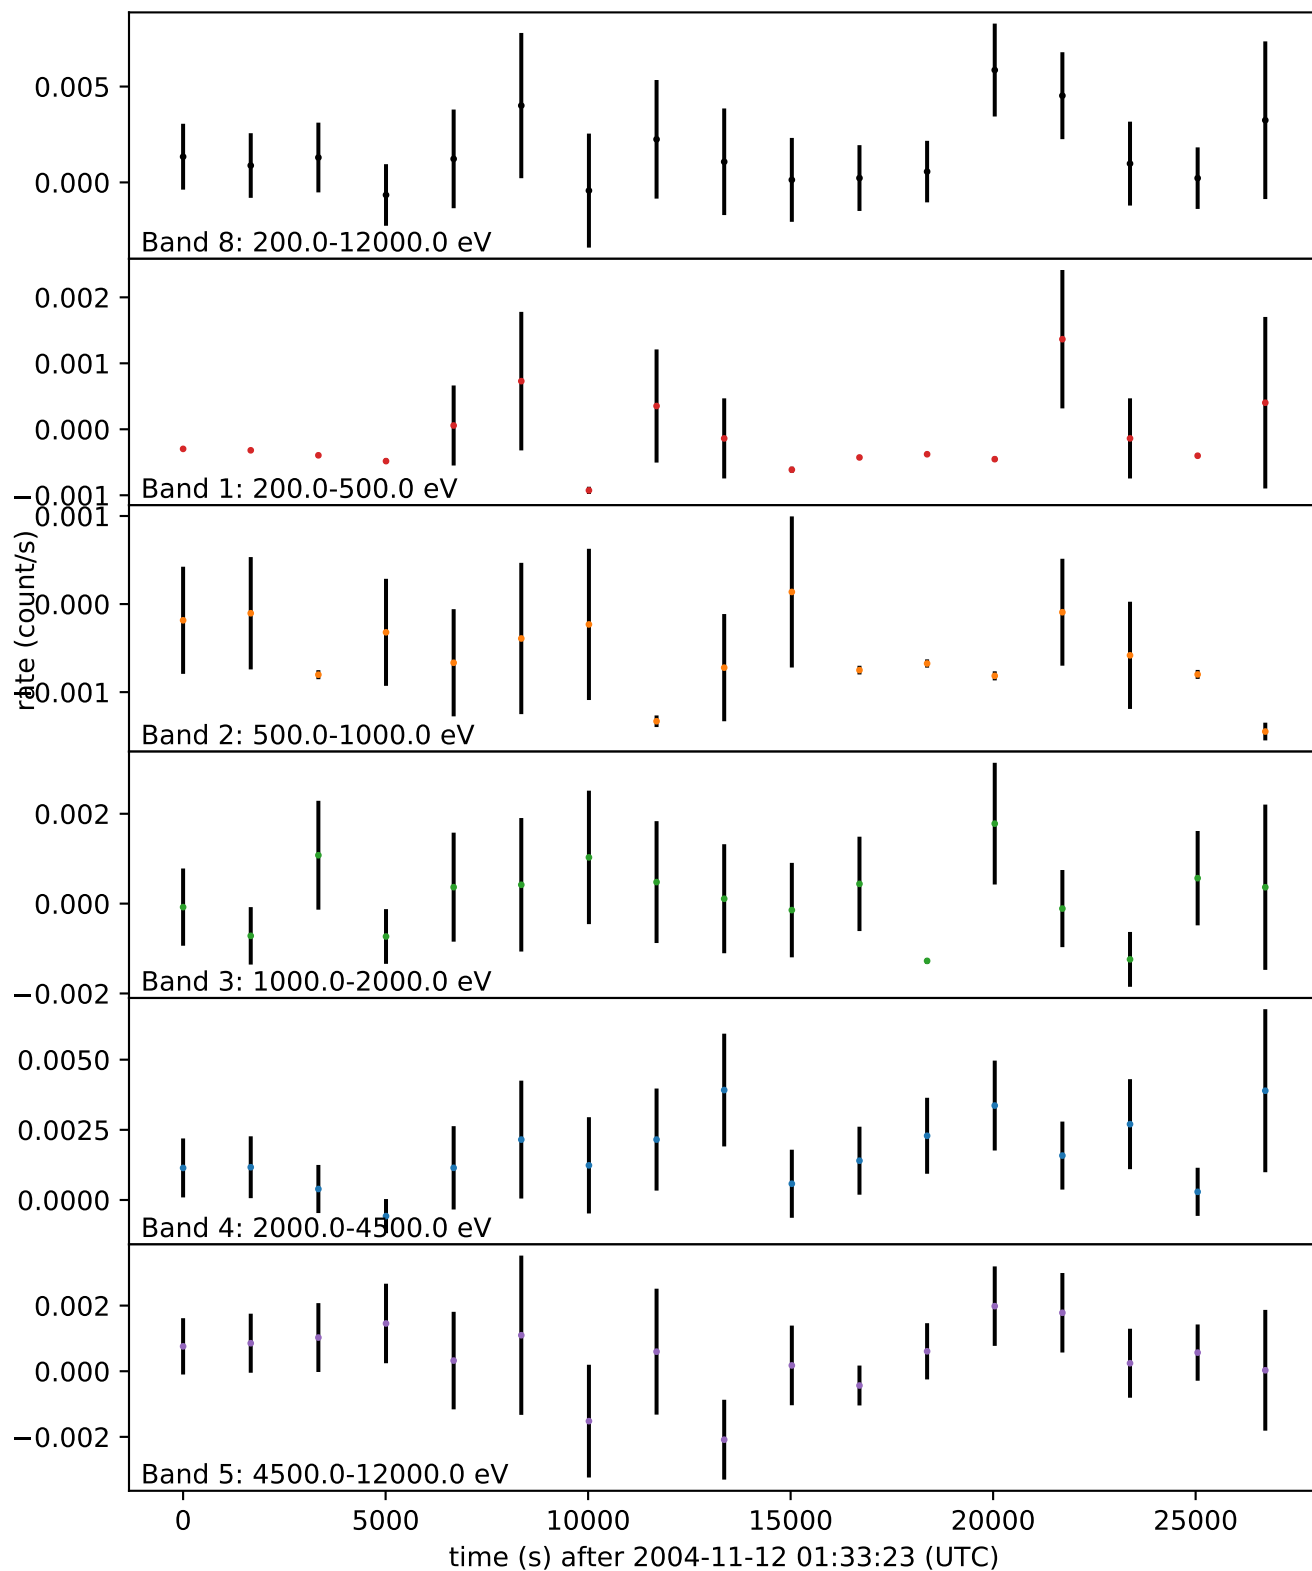 0.005
0.000
Band 8: 200.0-12000.0 eV
0.002
0.001
0.000
−0.001
Band 1: 200.0-500.0 eV
0.001
0.000
−0.001
rate (count/s)
Band 2: 500.0-1000.0 eV
0.002
0.000
−0.002
Band 3: 1000.0-2000.0 eV
0.0050
0.0025
0.0000
Band 4: 2000.0-4500.0 eV
0.002
0.000
−0.002
Band 5: 4500.0-12000.0 eV
0 5000 10000 15000 20000 25000
time (s) after 2004-11-12 01:33:23 (UTC)